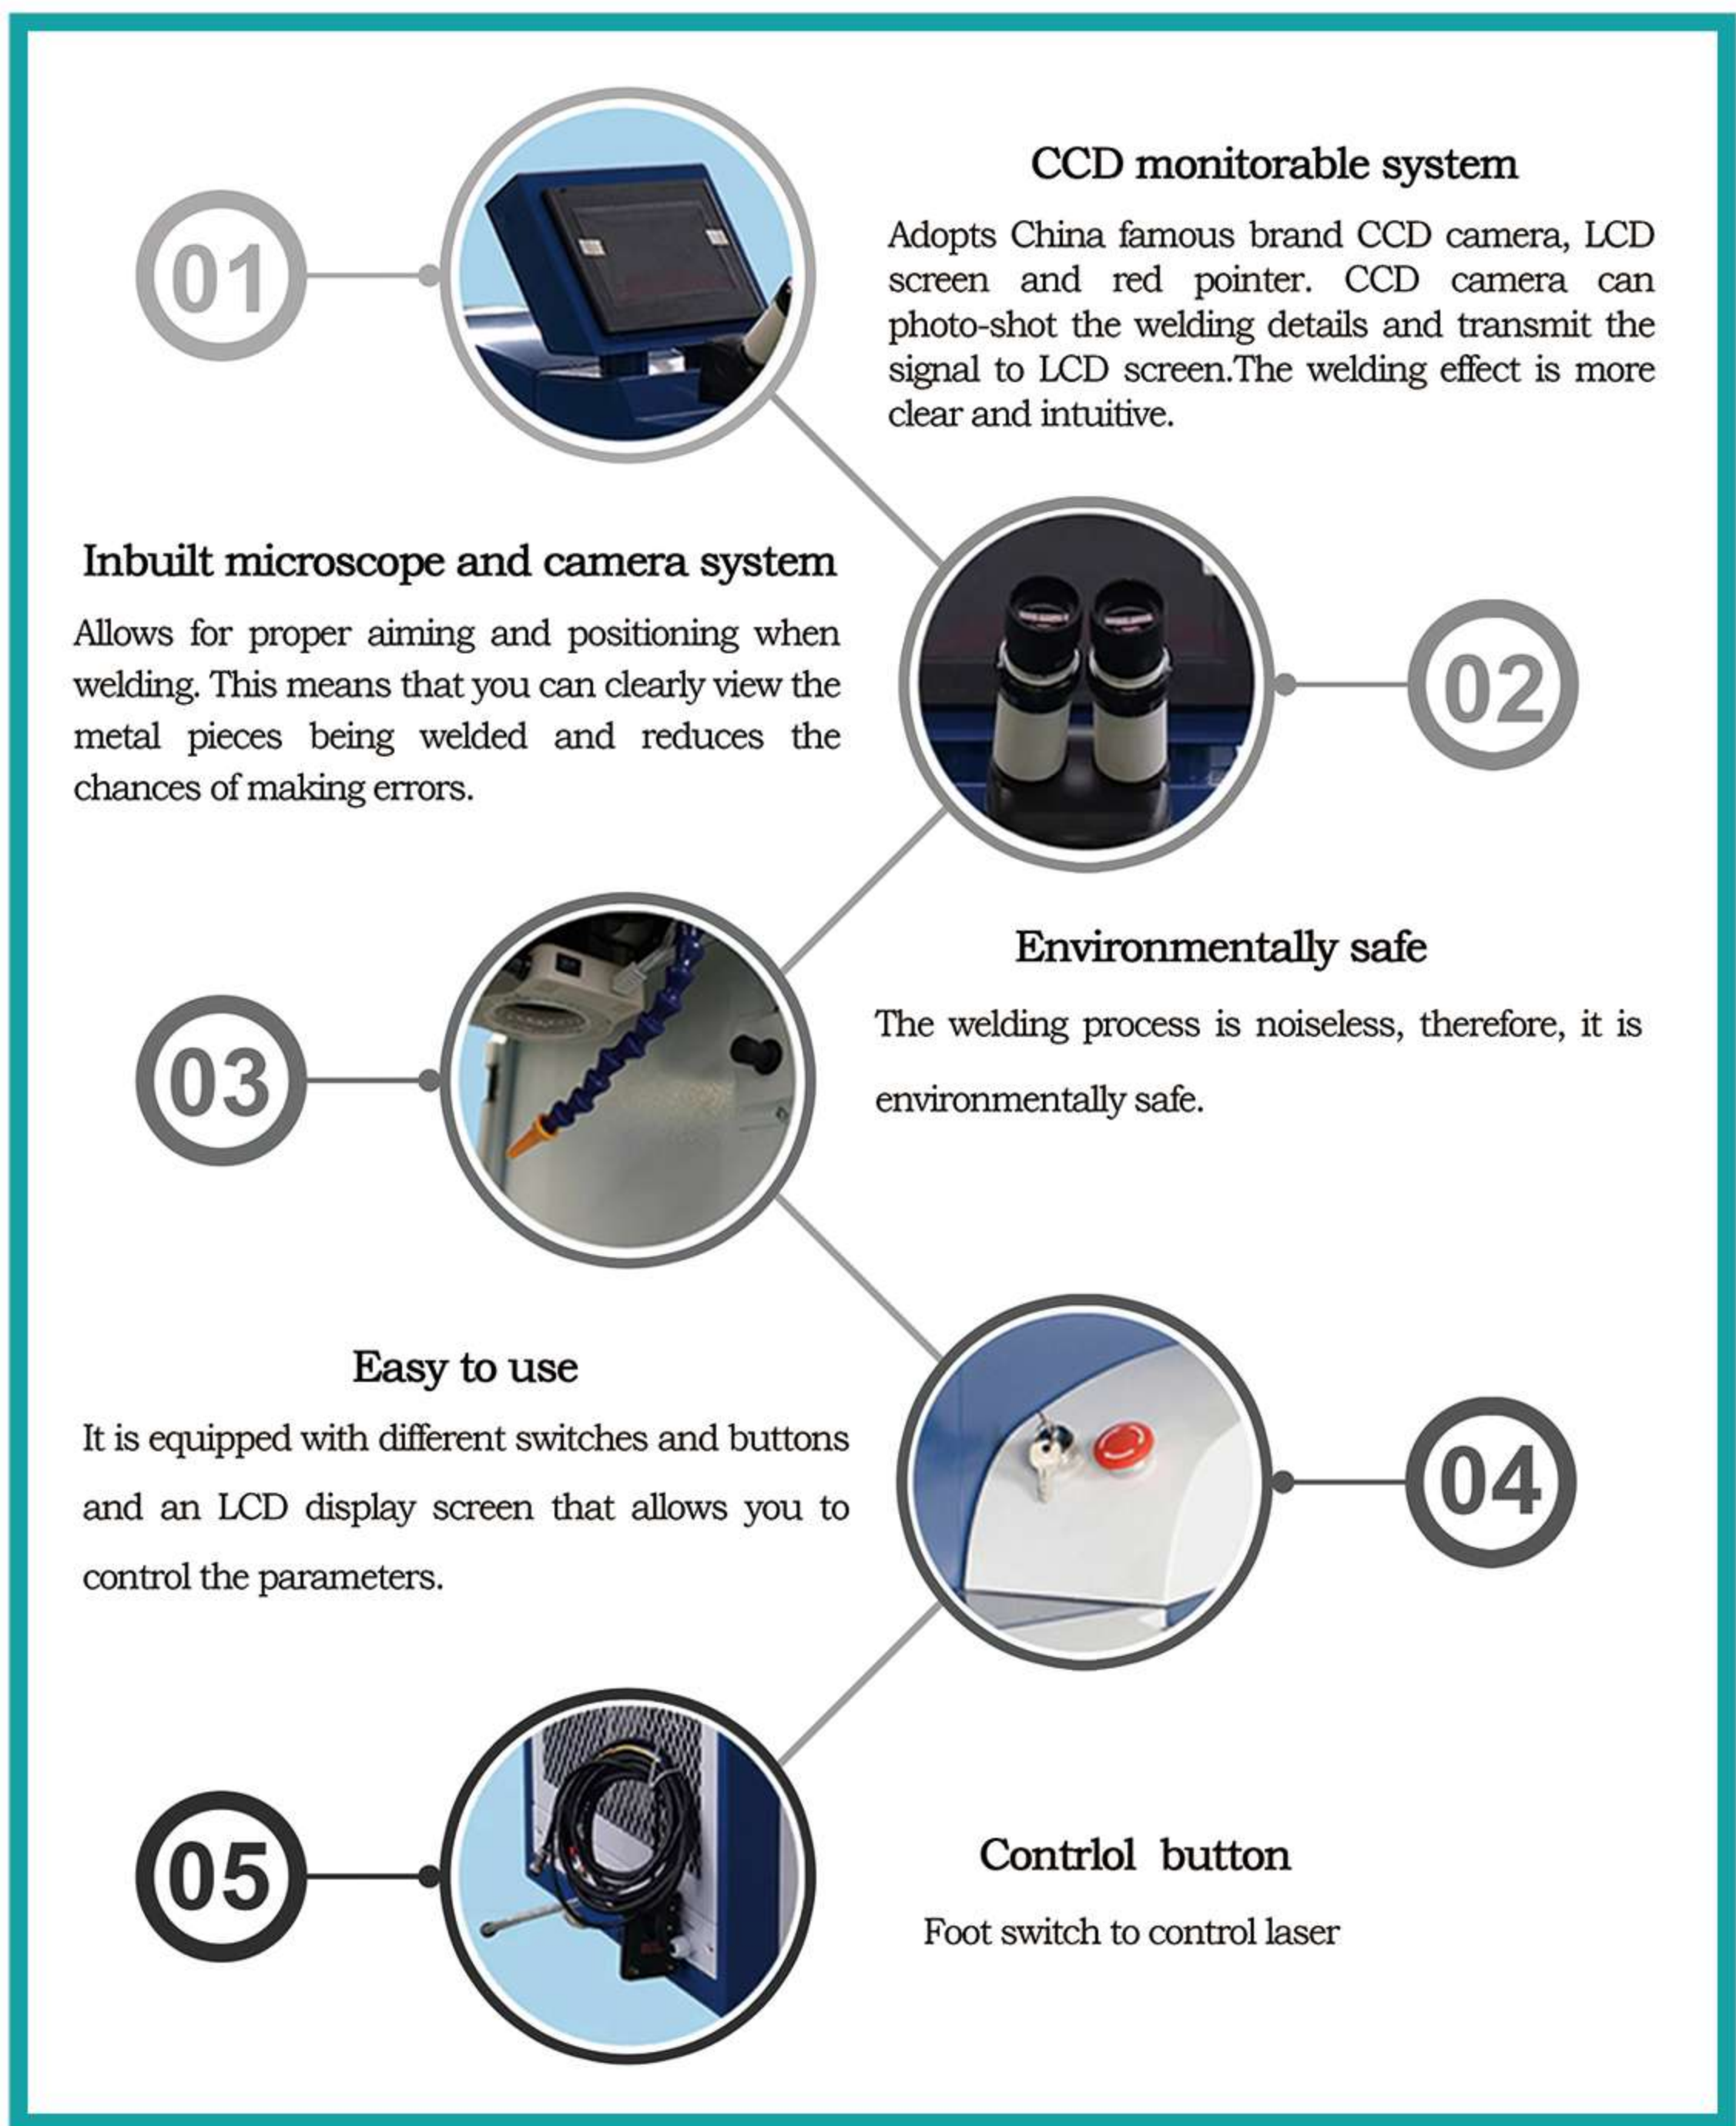 01
CCD monitorable system
Adopts China famous brand CCD camera, LCD
screen and red pointer. CCD camera can
photo-shot the welding details and transmit the
signal to LCD screen.The welding effect is more
clear and intuitive.
Inbuilt microscope and camera system
Allows for proper aiming and positioning when
welding. This means that you can clearly view the
metal pieces being welded and reduces the
chances of making errors.
02
03
Environmentally safe
The welding process is noiseless, therefore, it is
environmentally safe.
Easy to use
It is equipped with different switches and buttons
and an LCD display screen that allows you to
control the parameters.
04
05
Contrlol button
Foot switch to control laser